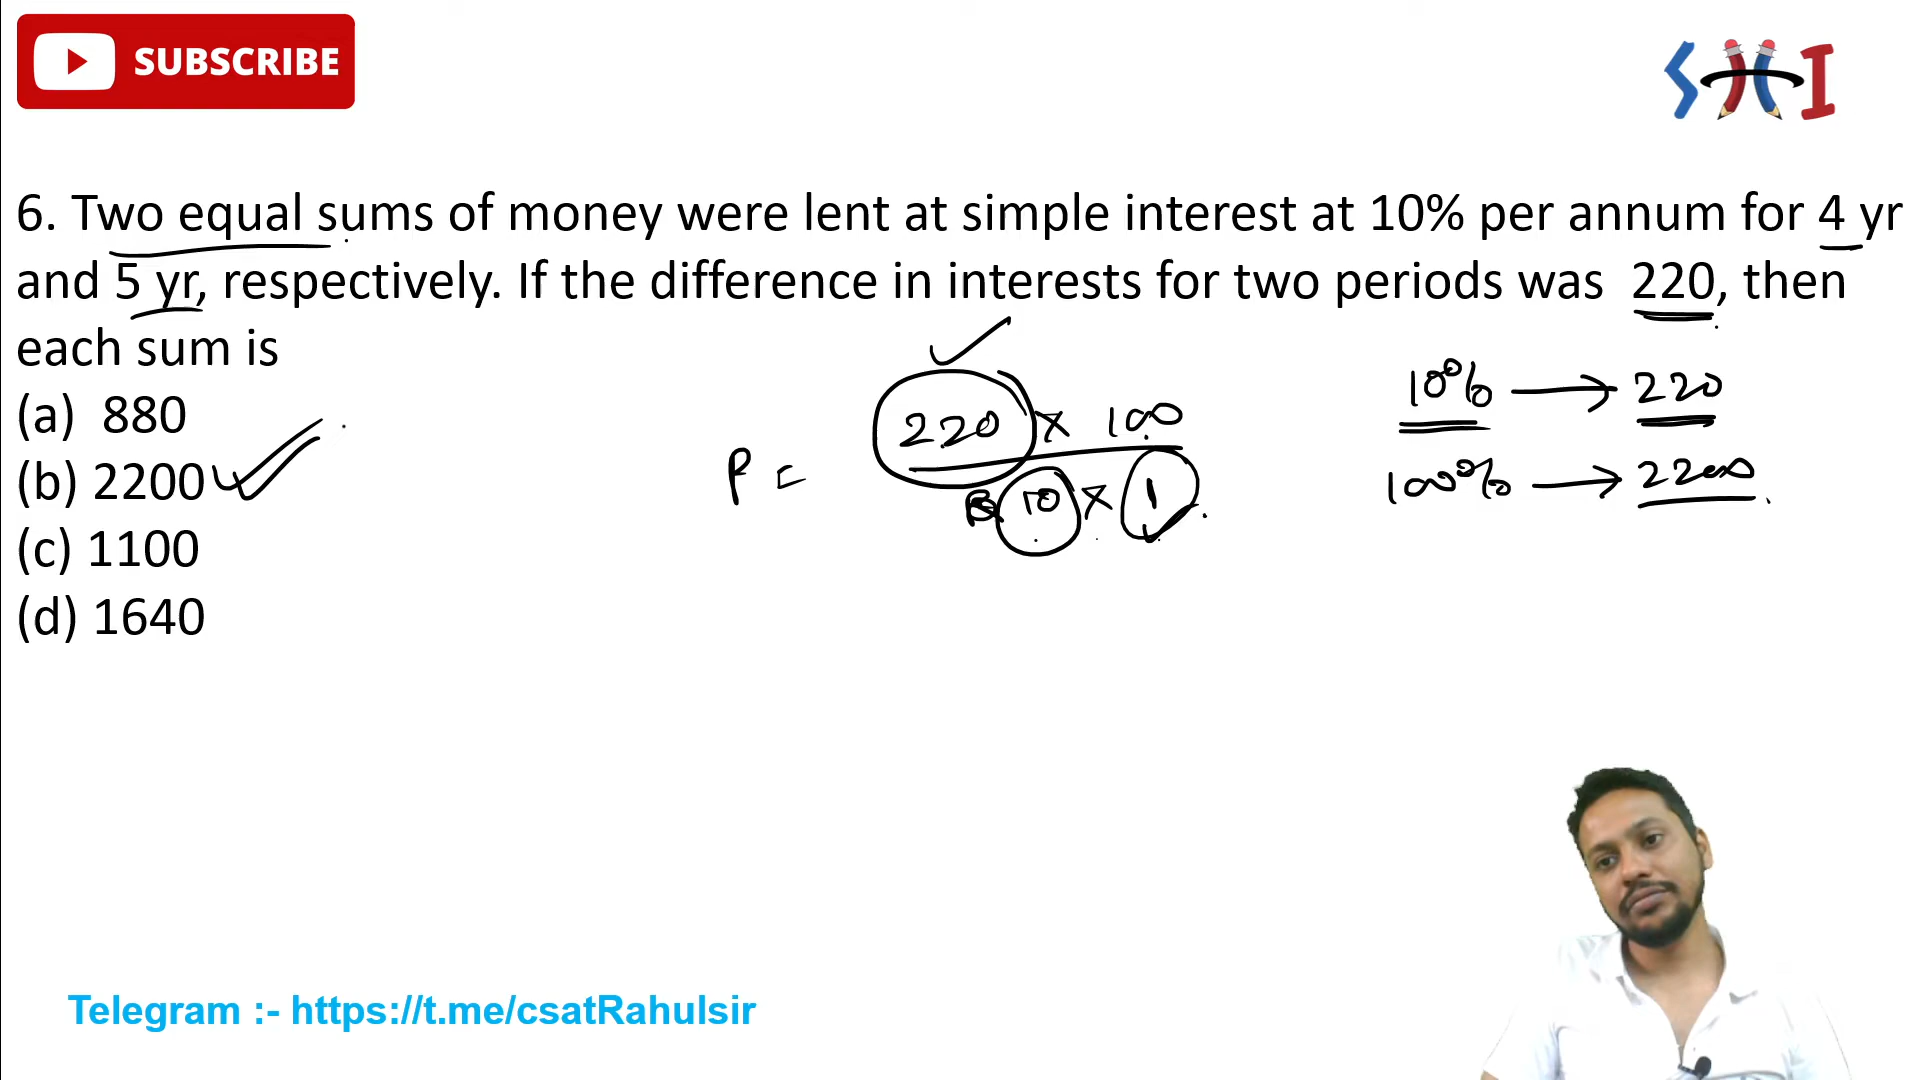 SUBSCRIBE
SHI
6. Two equal sums of money were lent at simple interest at 10% per annum for 4 yr
and 5 yr, respectively. If the difference in interests for two periods was 220, then
each sum is
(a) 880
(b) 2200
(c) 1100
(d) 1640
P = 220 × 100
10 × 1
10% → 220
100% → 2200
Telegram :- https://t.me/csatRahulsir